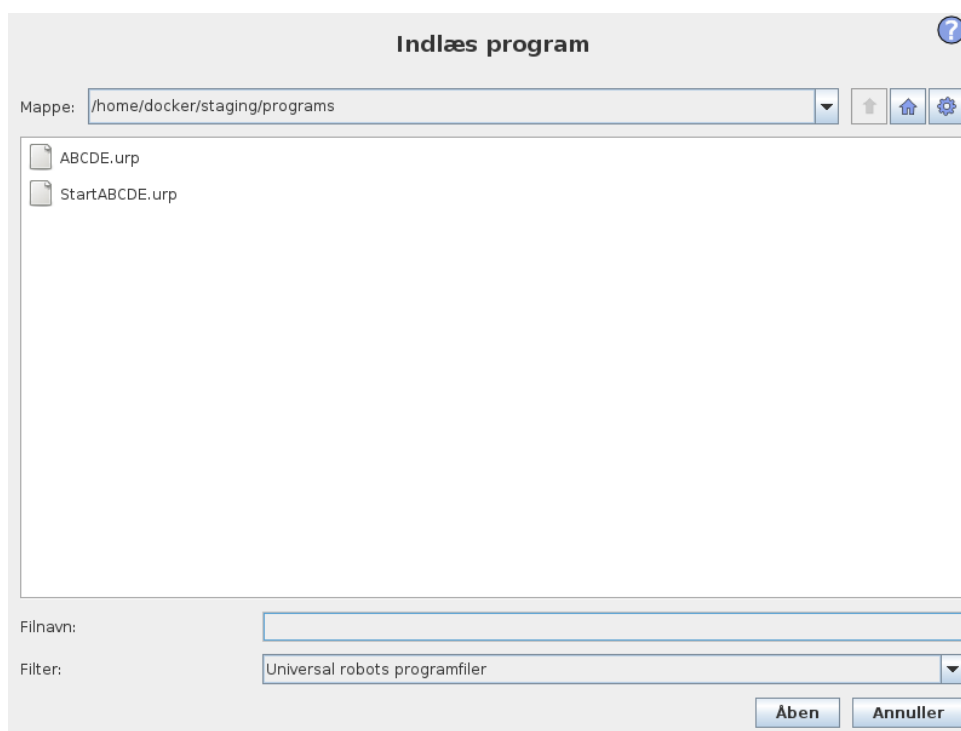 Indlæs program
?
Mappe: /home/docker/staging/programs
ABCDE.urp
StartABCDE.urp
Filnavn:
Filter: Universal robots programfiler
Åben Annuller